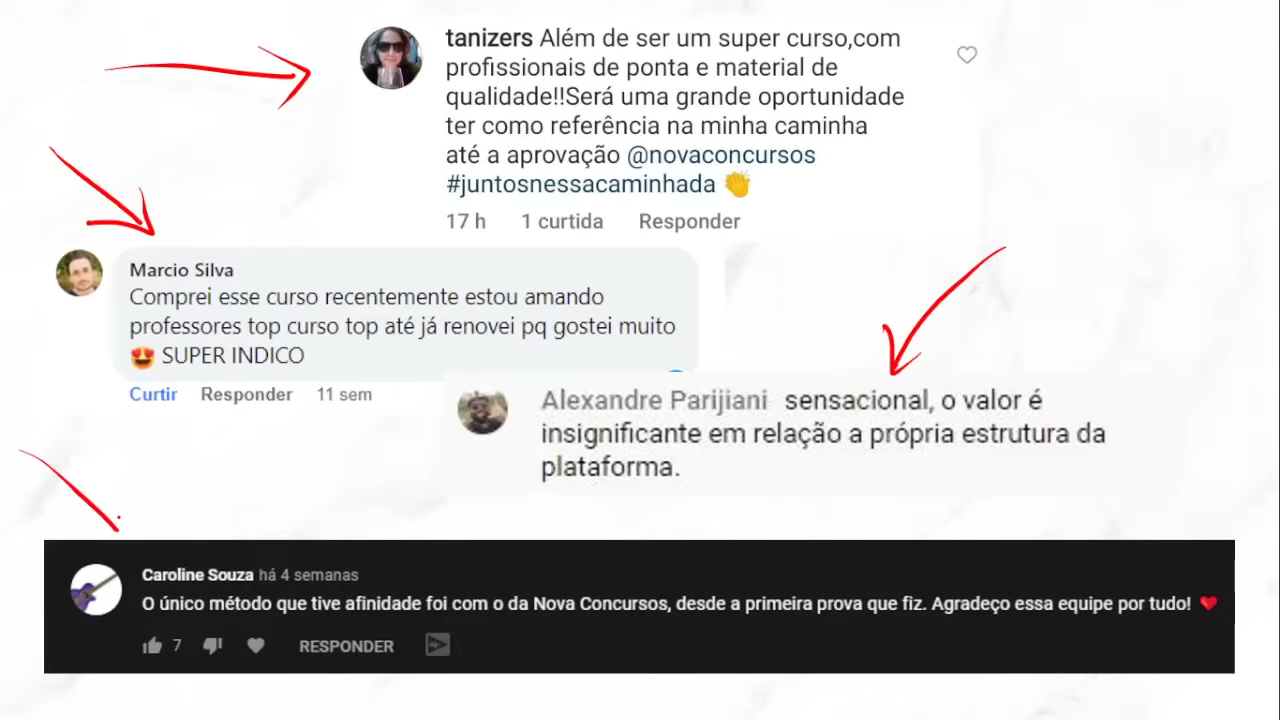 tanizers Além de ser um super curso,com
profissionais de ponta e material de
qualidade!!Será uma grande oportunidade
ter como referência na minha caminha
até a aprovação @novaconcursos
#juntosnessacaminhada 👏
17 h 1 curtida Responder
Marcio Silva
Comprei esse curso recentemente estou amando
professores top curso top até já renovei pq gostei muito
😍 SUPER INDICO
Curtir Responder 11 sem
Alexandre Parijiani sensacional, o valor é
insignificante em relação a própria estrutura da
plataforma.
Caroline Souza há 4 semanas
O único método que tive afinidade foi com o da Nova Concursos, desde a primeira prova que fiz. Agradeço essa equipe por tudo! ❤️
7 RESPONDER